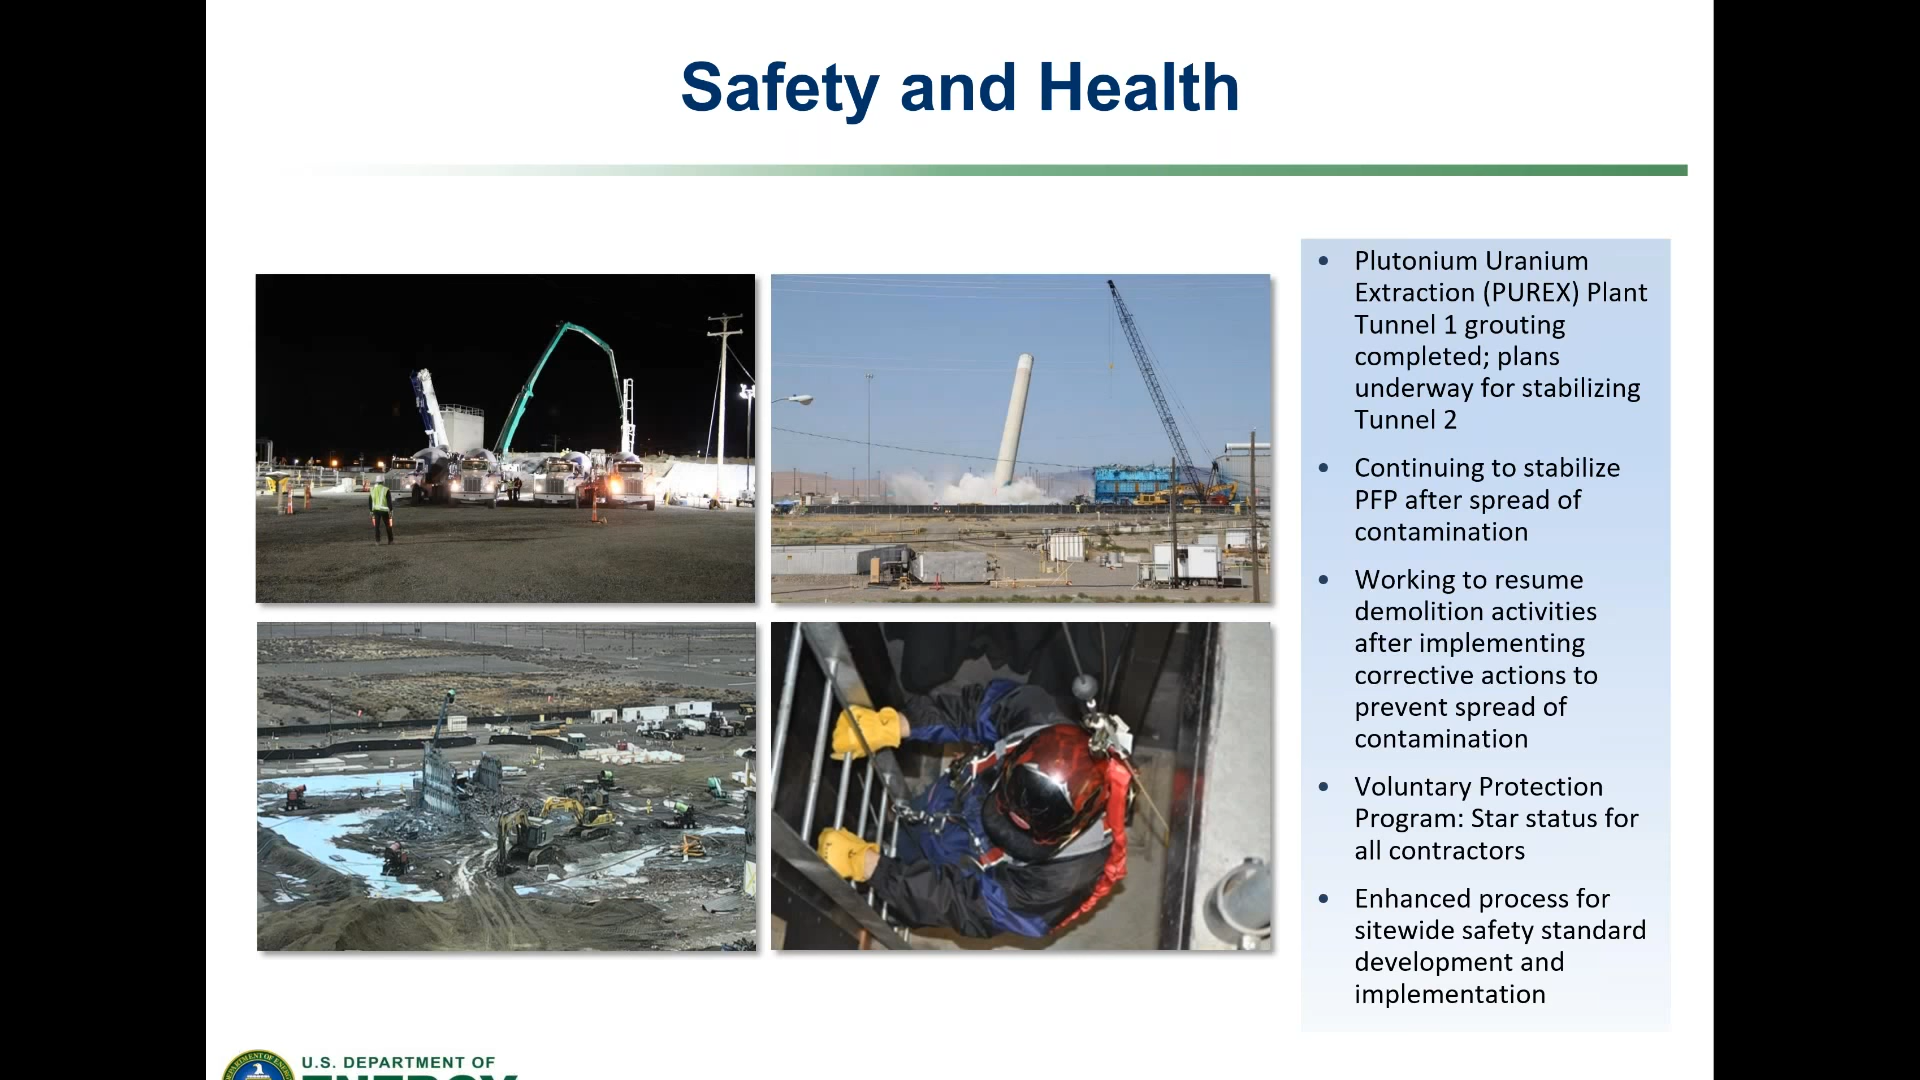 Safety and Health
• Plutonium Uranium
Extraction (PUREX) Plant
Tunnel 1 grouting
completed; plans
underway for stabilizing
Tunnel 2
• Continuing to stabilize
PFP after spread of
contamination
• Working to resume
demolition activities
after implementing
corrective actions to
prevent spread of
contamination
• Voluntary Protection
Program: Star status for
all contractors
• Enhanced process for
sitewide safety standard
development and
implementation
U.S. DEPARTMENT OF
ENERGY